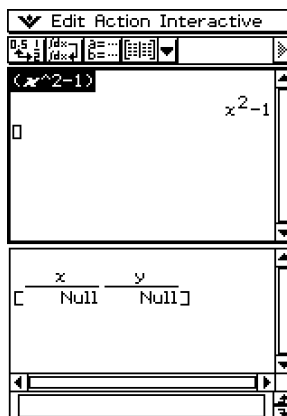 Edit Action Interactive
(x^2-1)
x²-1
x y
[ Null Null ]